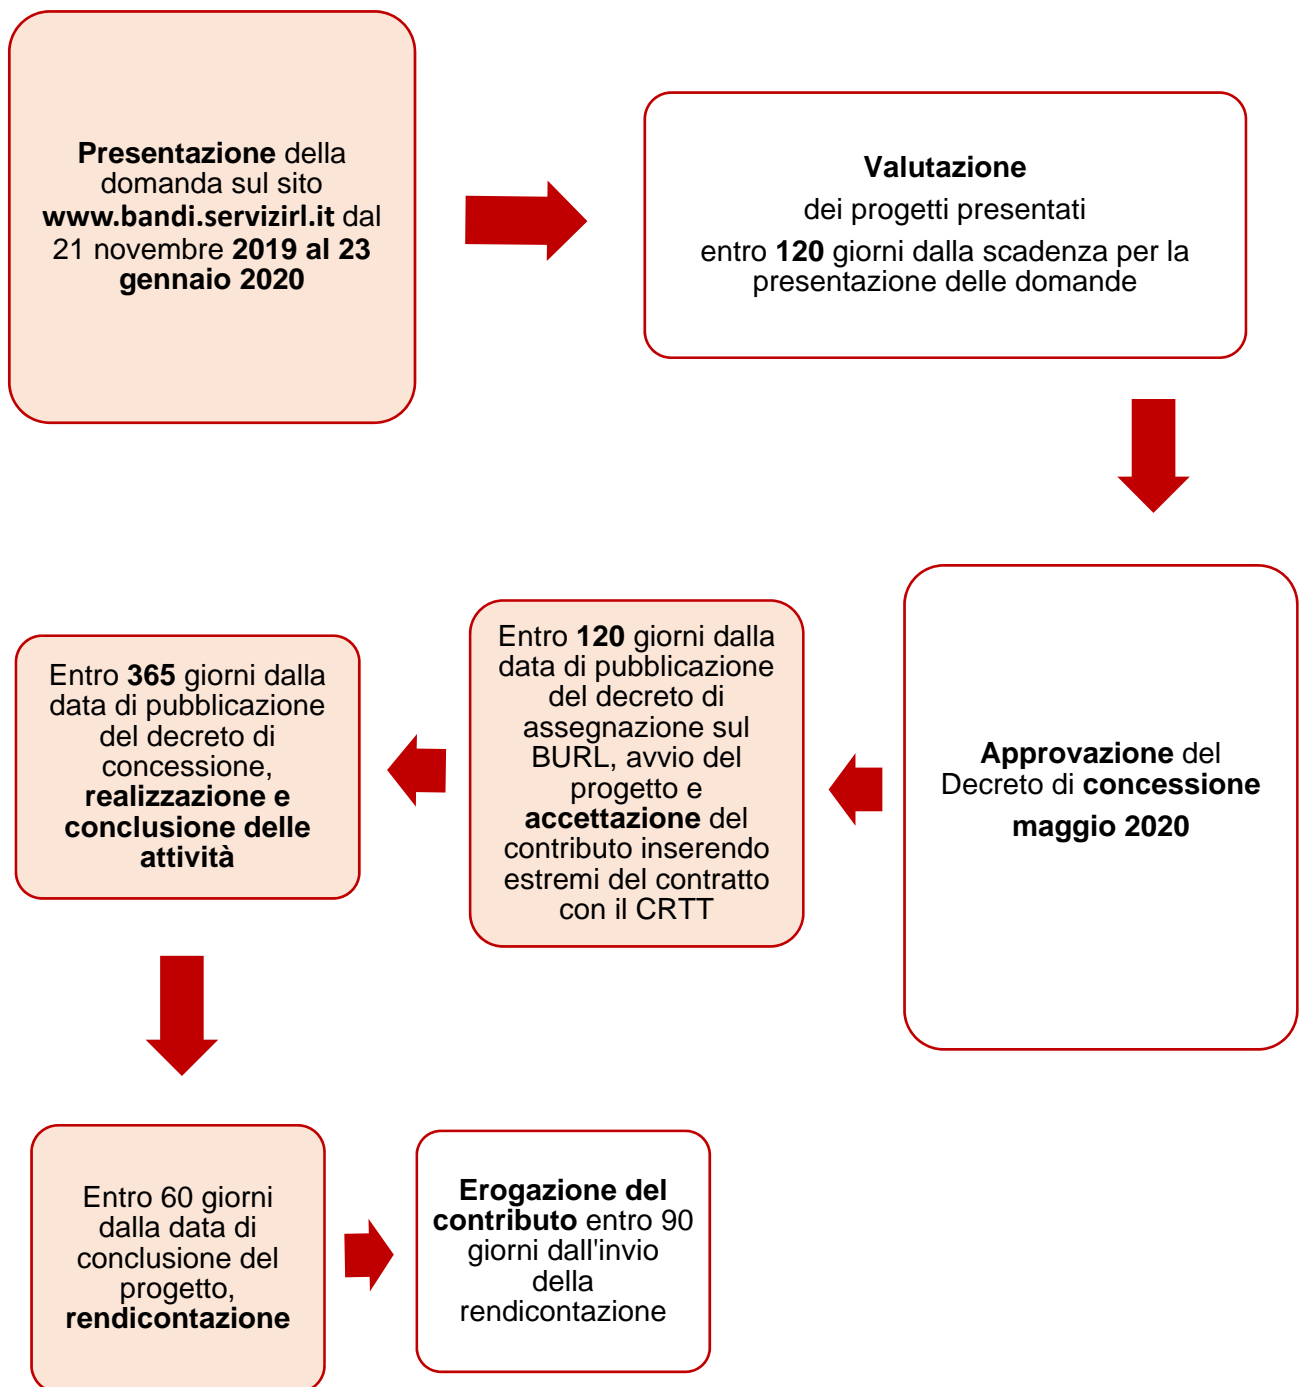 Presentazione della
domanda sul sito
www.bandi.servizirl.it dal
21 novembre 2019 al 23
gennaio 2020
Valutazione
dei progetti presentati
entro 120 giorni dalla scadenza per la
presentazione delle domande
Approvazione del
Decreto di concessione
maggio 2020
Entro 120 giorni dalla
data di pubblicazione
del decreto di
assegnazione sul
BURL, avvio del
progetto e
accettazione del
contributo inserendo
estremi del contratto
con il CRTT
Entro 365 giorni dalla
data di pubblicazione
del decreto di
concessione,
realizzazione e
conclusione delle
attività
Entro 60 giorni
dalla data di
conclusione del
progetto,
rendicontazione
Erogazione del
contributo entro 90
giorni dall'invio
della
rendicontazione